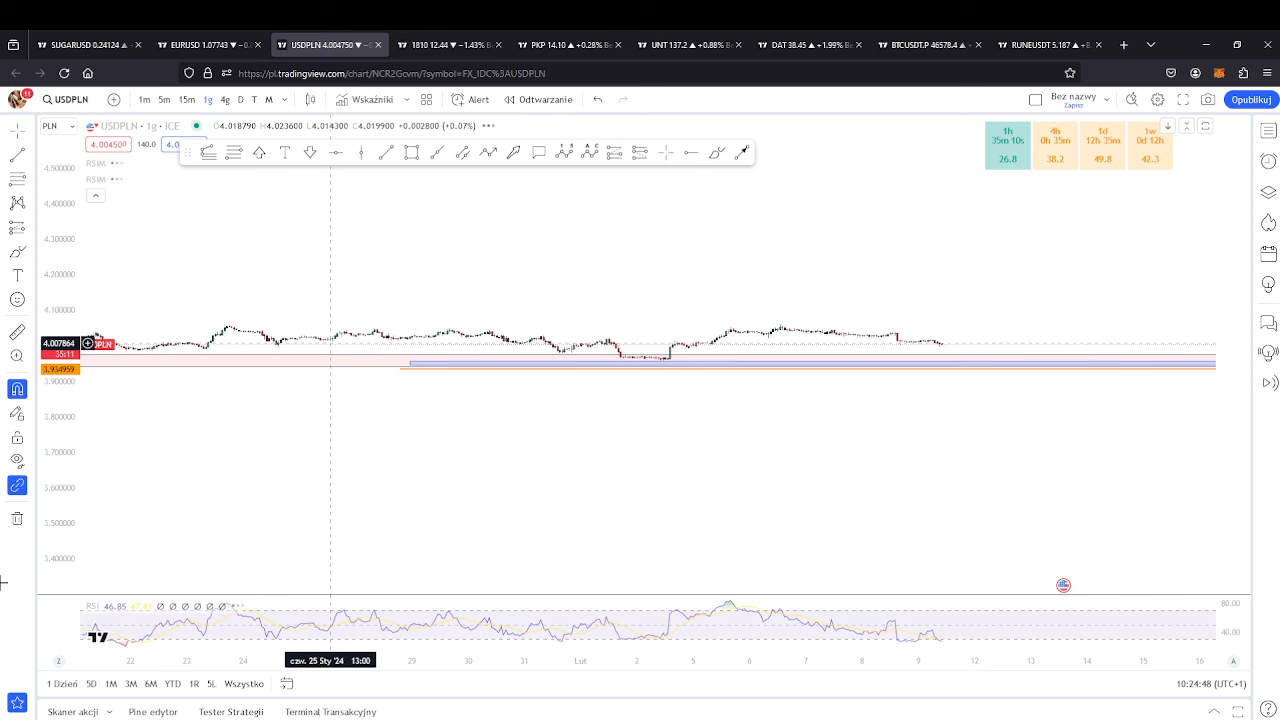 SUGARUSD 0.24124
EURUSD 1.07743
USDPLN 4.004750
1810 12.44 −1.43%
PKP 14.10 +0.28%
UNT 137.2 +0.88%
DAT 38.45 +1.99%
BTCUSDT.P 46578.4
RUNEUSDT 5.187
https://pl.tradingview.com/chart/NCR2Gcvm/?symbol=FX_IDC%3AUSDPLN
11
USDPLN
1m 5m 15m 1g 4g D T M
Wskaźniki
Alert
Odtwarzanie
Bez nazwy
Zapisz
Opublikuj
PLN
USDPLN · 1g · ICE
O4.018790 H4.023600 L4.014300 C4.019900 +0.002800 (+0.07%)
4.004500 140.0
RSIM
RSIM
1h 4h 1d 1w
35m 10s 0h 35m 12h 35m 0d 12h
26.8 38.2 49.8 42.3
4.500000
4.400000
4.300000
4.200000
4.100000
4.007864
35:11
3.934959
3.900000
3.800000
3.700000
3.600000
3.500000
3.400000
RSI 46.85
80.00
40.00
Z 22 23 24 czw. 25 Sty '24 13:00 29 30 31 Lut 2 5 6 7 8 9 12 13 14 15 16 A
1 Dzień 5D 1M 3M 6M YTD 1R 5L Wszystko
10:24:48 (UTC+1)
Skaner akcji Pine edytor Tester Strategii Terminal Transakcyjny